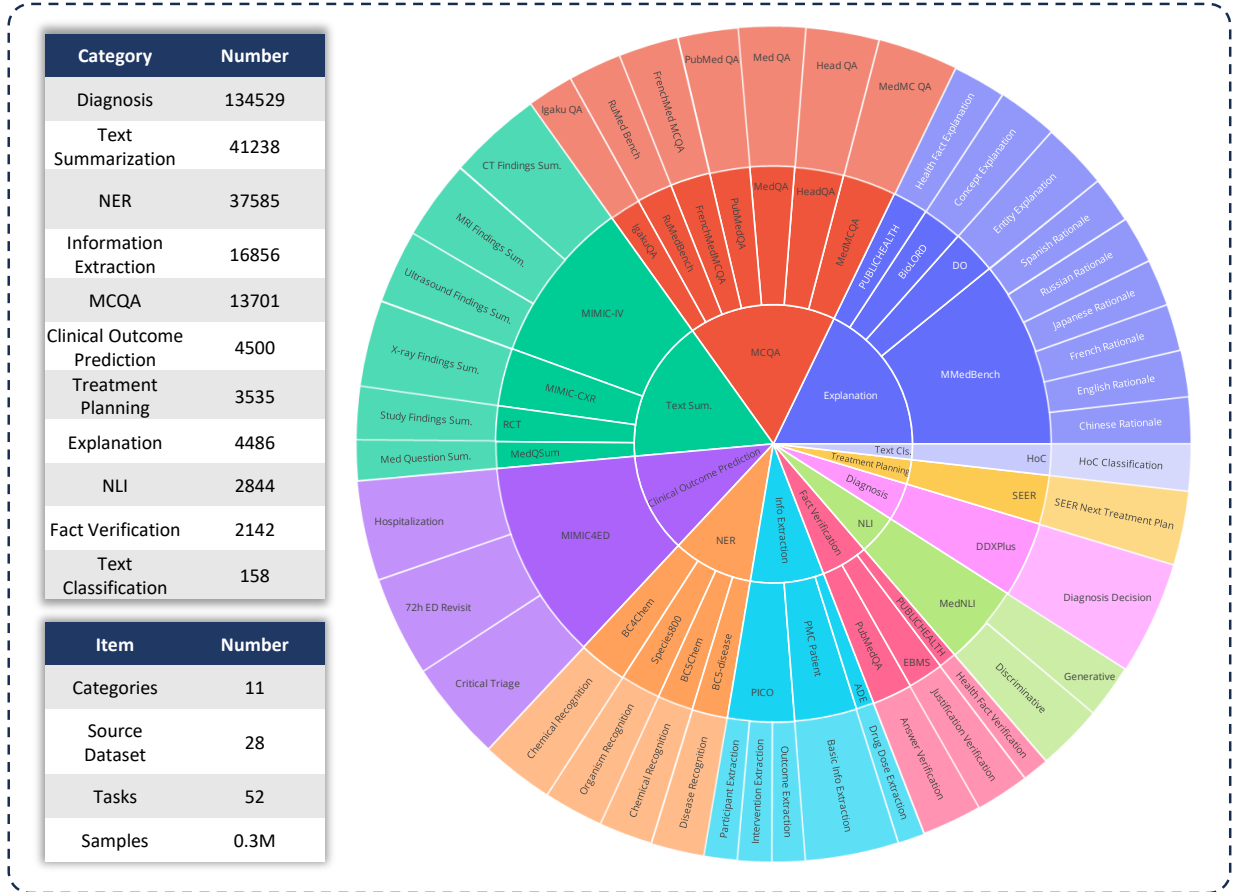 Category Number
Diagnosis 134529
Text
Summarization 41238
NER 37585
Information
Extraction 16856
MCQA 13701
Clinical Outcome
Prediction 4500
Treatment
Planning 3535
Explanation 4486
NLI 2844
Fact Verification 2142
Text
Classification 158
Item Number
Categories 11
Source
Dataset 28
Tasks 52
Samples 0.3M
MCQA
IgakuQA
RuMedBench
FrenchMedMCQA
PubMedQA
MedQA
HeadQA
MedMCQA
Igaku QA
RuMed Bench
FrenchMed MCQA
PubMed QA
Med QA
Head QA
MedMC QA
Explanation
PUBLICHEALTH
BioLORD
DO
MMedBench
Health Fact Explanation
Concept Explanation
Entity Explanation
Spanish Rationale
Russian Rationale
Japanese Rationale
French Rationale
English Rationale
Chinese Rationale
Text Cls.
HoC
HoC Classification
Treatment Planning
SEER
SEER Next Treatment Plan
Diagnosis
DDXPlus
Diagnosis Decision
NLI
MedNLI
Generative
Discriminative
Fact Verification
PUBLICHEALTH
EBMS
PubMedQA
Health Fact Verification
Justification Verification
Answer Verification
Info Extraction
ADE
PMC Patient
PICO
Drug Dose Extraction
Basic Info Extraction
Outcome Extraction
Intervention Extraction
Participant Extraction
NER
BC5-disease
BC5Chem
Species800
BC4Chem
Disease Recognition
Chemical Recognition
Organism Recognition
Chemical Recognition
Clinical Outcome Prediction
MIMIC4ED
Critical Triage
72h ED Revisit
Hospitalization
Text Sum.
MedQSum
RCT
MIMIC-CXR
MIMIC-IV
Med Question Sum.
Study Findings Sum.
X-ray Findings Sum.
Ultrasound Findings Sum.
MRI Findings Sum.
CT Findings Sum.